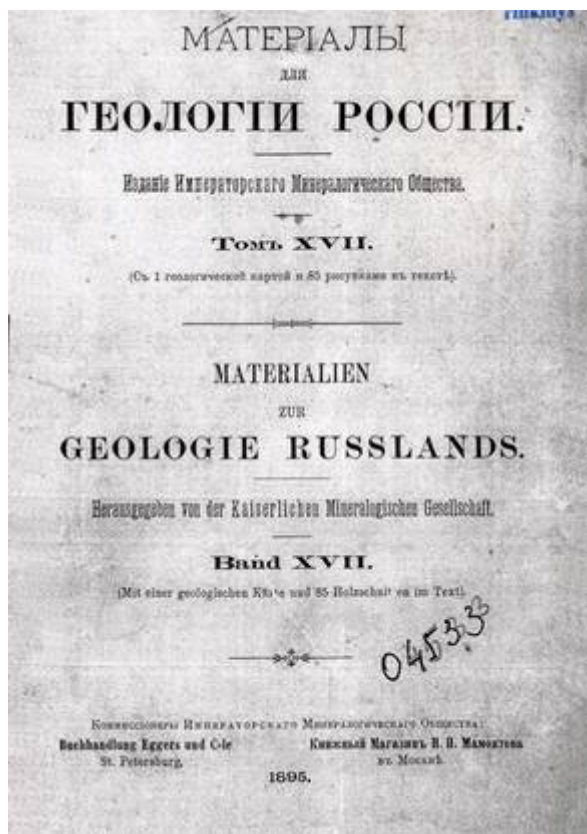 МАТЕРІАЛЫ
ДЛЯ
ГЕОЛОГІИ РОССІИ.
Изданіе Императорскаго Минералогическаго Общества.
Томъ XVII.
(Съ 1 геологической картой и 85 рисунками въ текстѣ).
MATERIALIEN
ZUR
GEOLOGIE RUSSLANDS.
Herausgegeben von der Kaiserlichen Mineralogischen Gesellschaft.
Band XVII.
(Mit einer geologischen Karte und 85 Holzschnitten im Text).
04533
Коммиссіонеры Императорскаго Минералогическаго Общества:
Buchhandlung Eggers und C-ie
St. Petersburg,
Книжный Магазинъ Н. И. Мамонтова
въ Москвѣ.
1895.